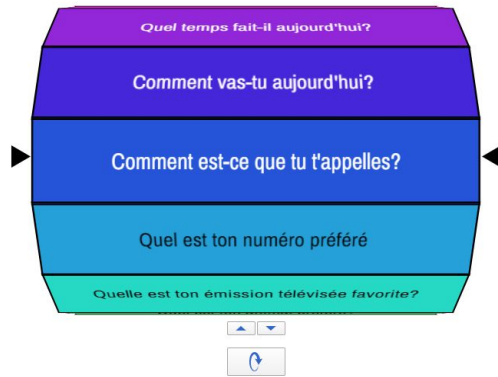 Quel temps fait-il aujourd'hui?
Comment vas-tu aujourd'hui?
Comment est-ce que tu t'appelles?
Quel est ton numéro préféré
Quelle est ton émission télévisée favorite?